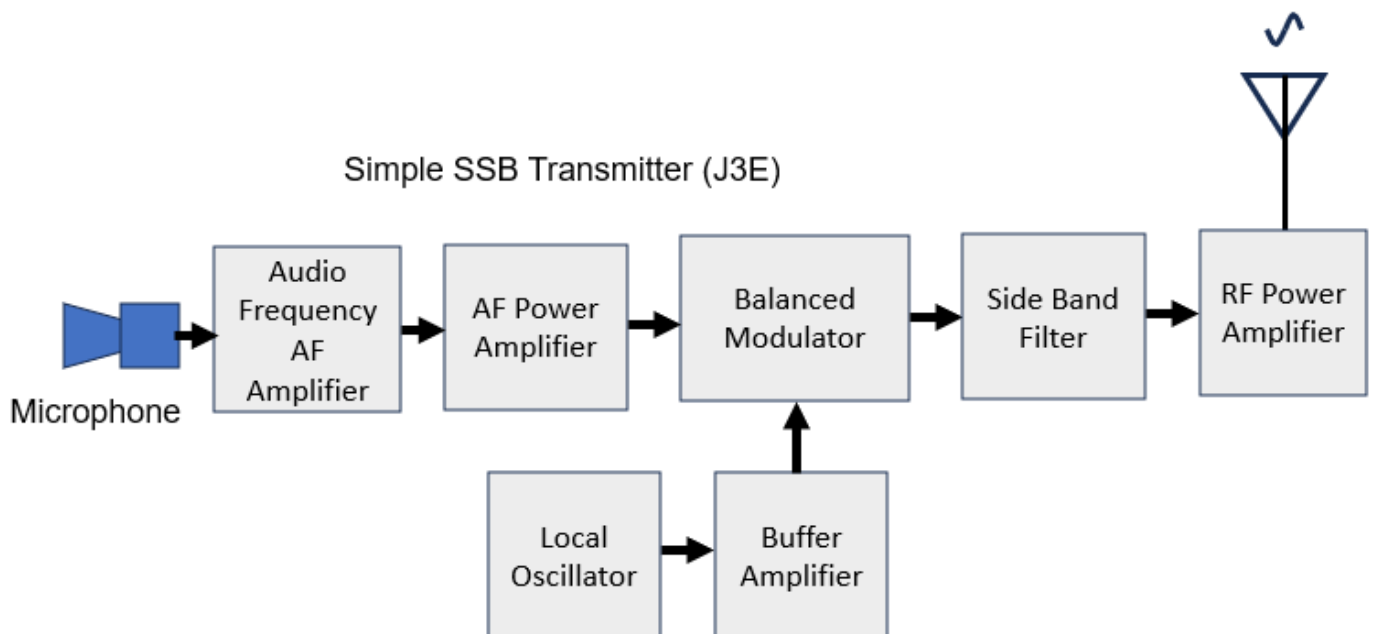 Simple SSB Transmitter (J3E)
Microphone
Audio
Frequency
AF
Amplifier
AF Power
Amplifier
Balanced
Modulator
Side Band
Filter
RF Power
Amplifier
Local
Oscillator
Buffer
Amplifier